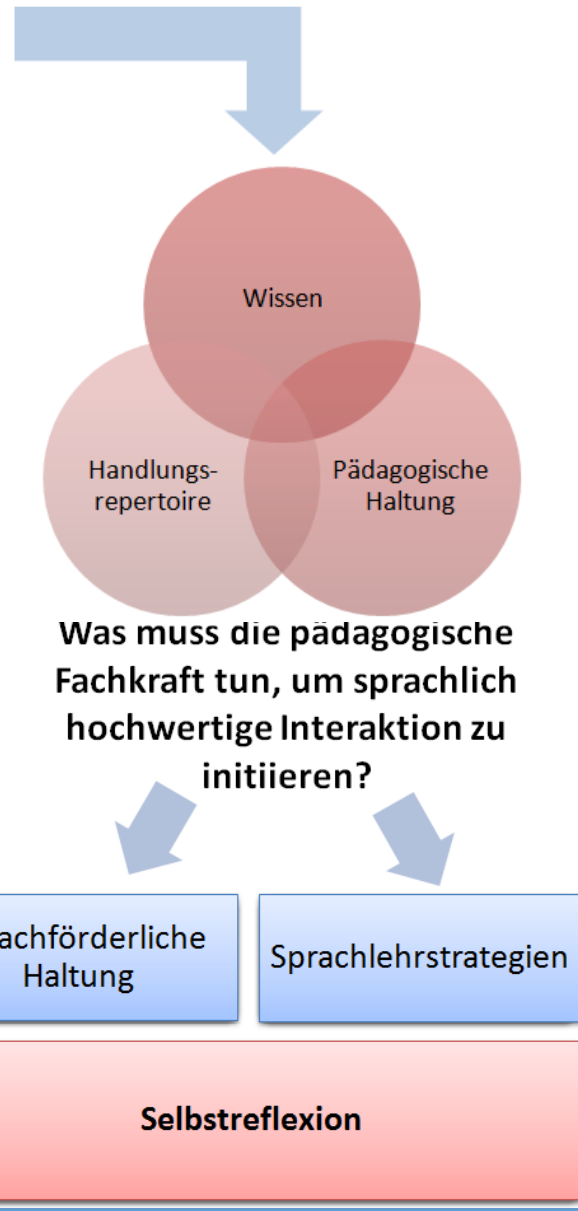 Wissen
Handlungs-
repertoire
Pädagogische
Haltung
Was muss die pädagogische
Fachkraft tun, um sprachlich
hochwertige Interaktion zu
initiieren?
achförderliche
Haltung
Sprachlehrstrategien
Selbstreflexion